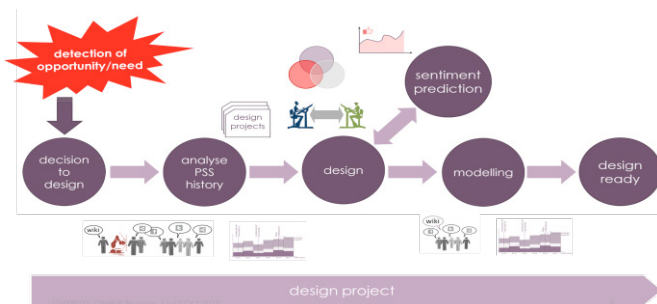 detection of
opportunity/need
sentiment
prediction
design
projects
decision
to
design
analyse
PSS
history
design
modelling
design
ready
wiki
wiki
design project